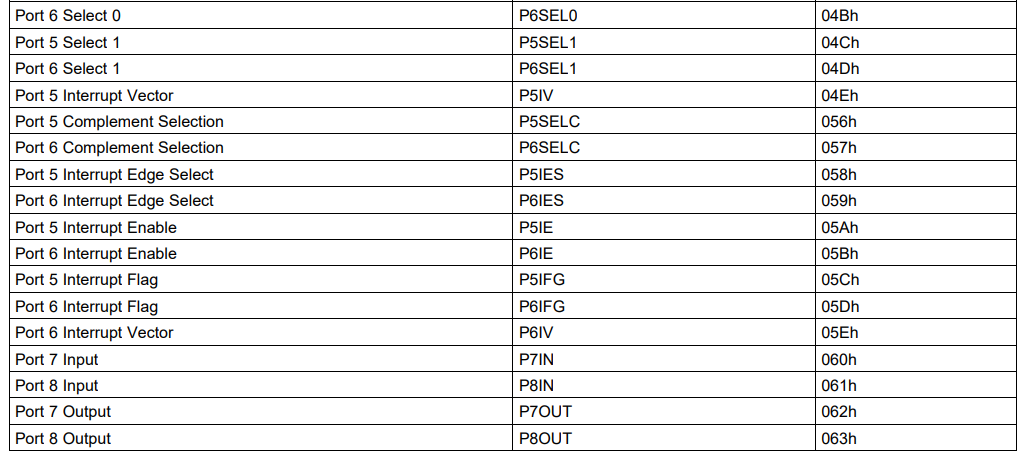 Port 6 Select 0 P6SEL0 04Bh
Port 5 Select 1 P5SEL1 04Ch
Port 6 Select 1 P6SEL1 04Dh
Port 5 Interrupt Vector P5IV 04Eh
Port 5 Complement Selection P5SELC 056h
Port 6 Complement Selection P6SELC 057h
Port 5 Interrupt Edge Select P5IES 058h
Port 6 Interrupt Edge Select P6IES 059h
Port 5 Interrupt Enable P5IE 05Ah
Port 6 Interrupt Enable P6IE 05Bh
Port 5 Interrupt Flag P5IFG 05Ch
Port 6 Interrupt Flag P6IFG 05Dh
Port 6 Interrupt Vector P6IV 05Eh
Port 7 Input P7IN 060h
Port 8 Input P8IN 061h
Port 7 Output P7OUT 062h
Port 8 Output P8OUT 063h